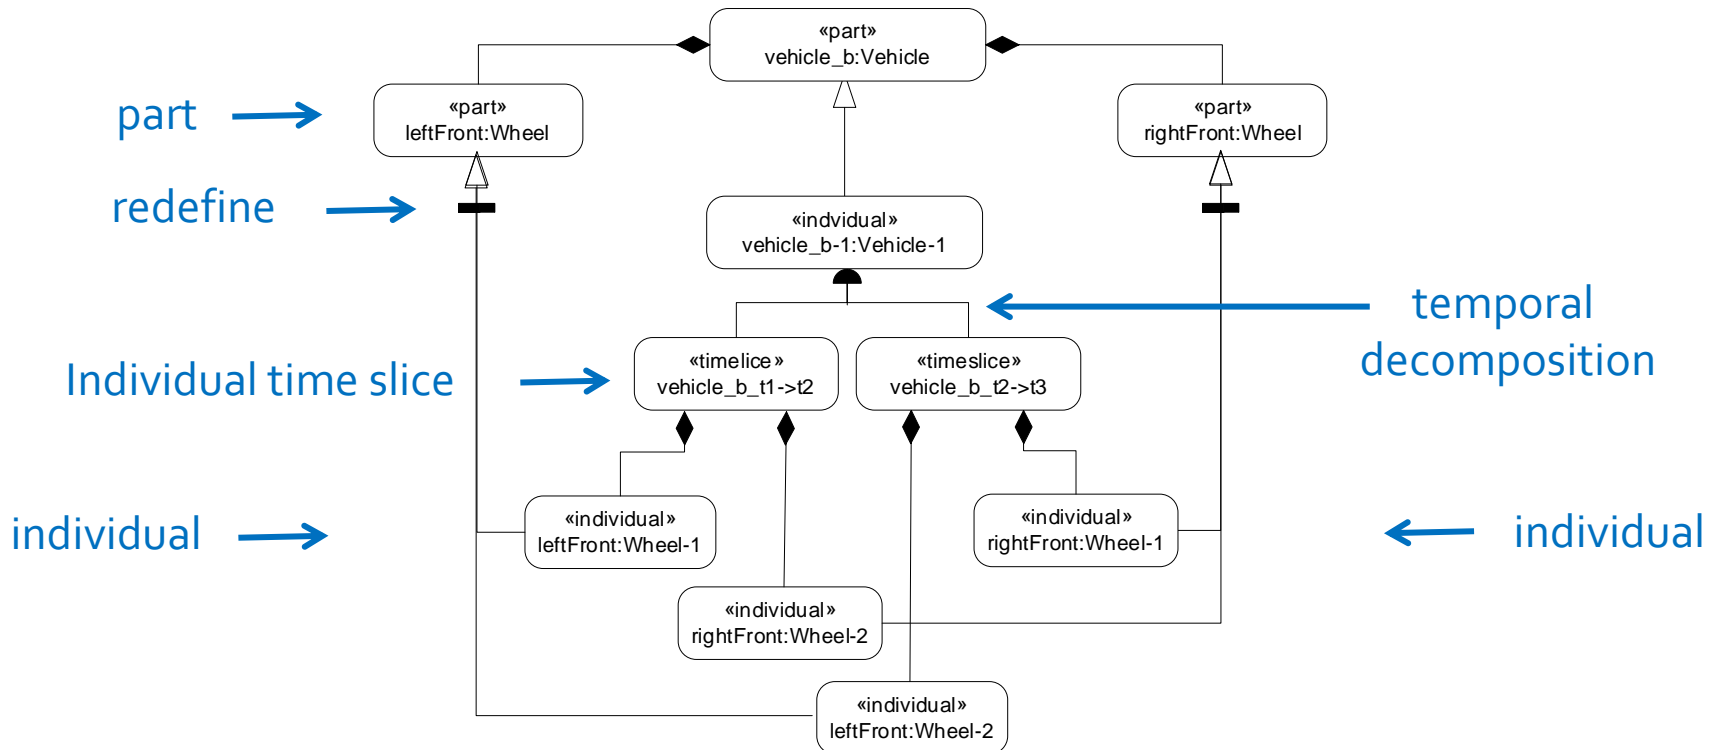 «part»
vehicle_b:Vehicle
part
«part»
leftFront:Wheel
«part»
rightFront:Wheel
redefine
«indvidual»
vehicle_b-1:Vehicle-1
temporal
decomposition
Individual time slice
«timelice»
vehicle_b_t1->t2
«timeslice»
vehicle_b_t2->t3
individual
«individual»
leftFront:Wheel-1
«individual»
rightFront:Wheel-1
individual
«individual»
rightFront:Wheel-2
«individual»
leftFront:Wheel-2